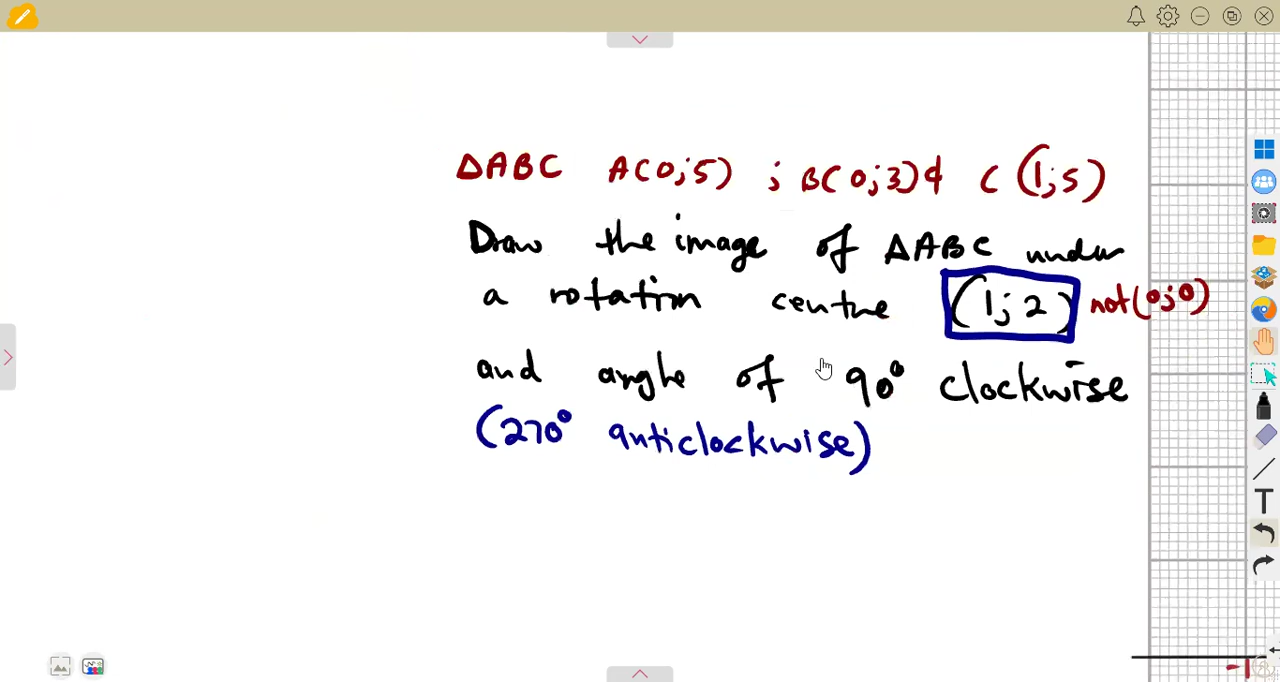 ΔABC A(0;5) ; B(0;3) & C (1;5)
Draw the image of ΔABC under
a rotation centre (1;2) not(0;0)
and angle of 90° clockwise
(270° anticlockwise)
-1
T